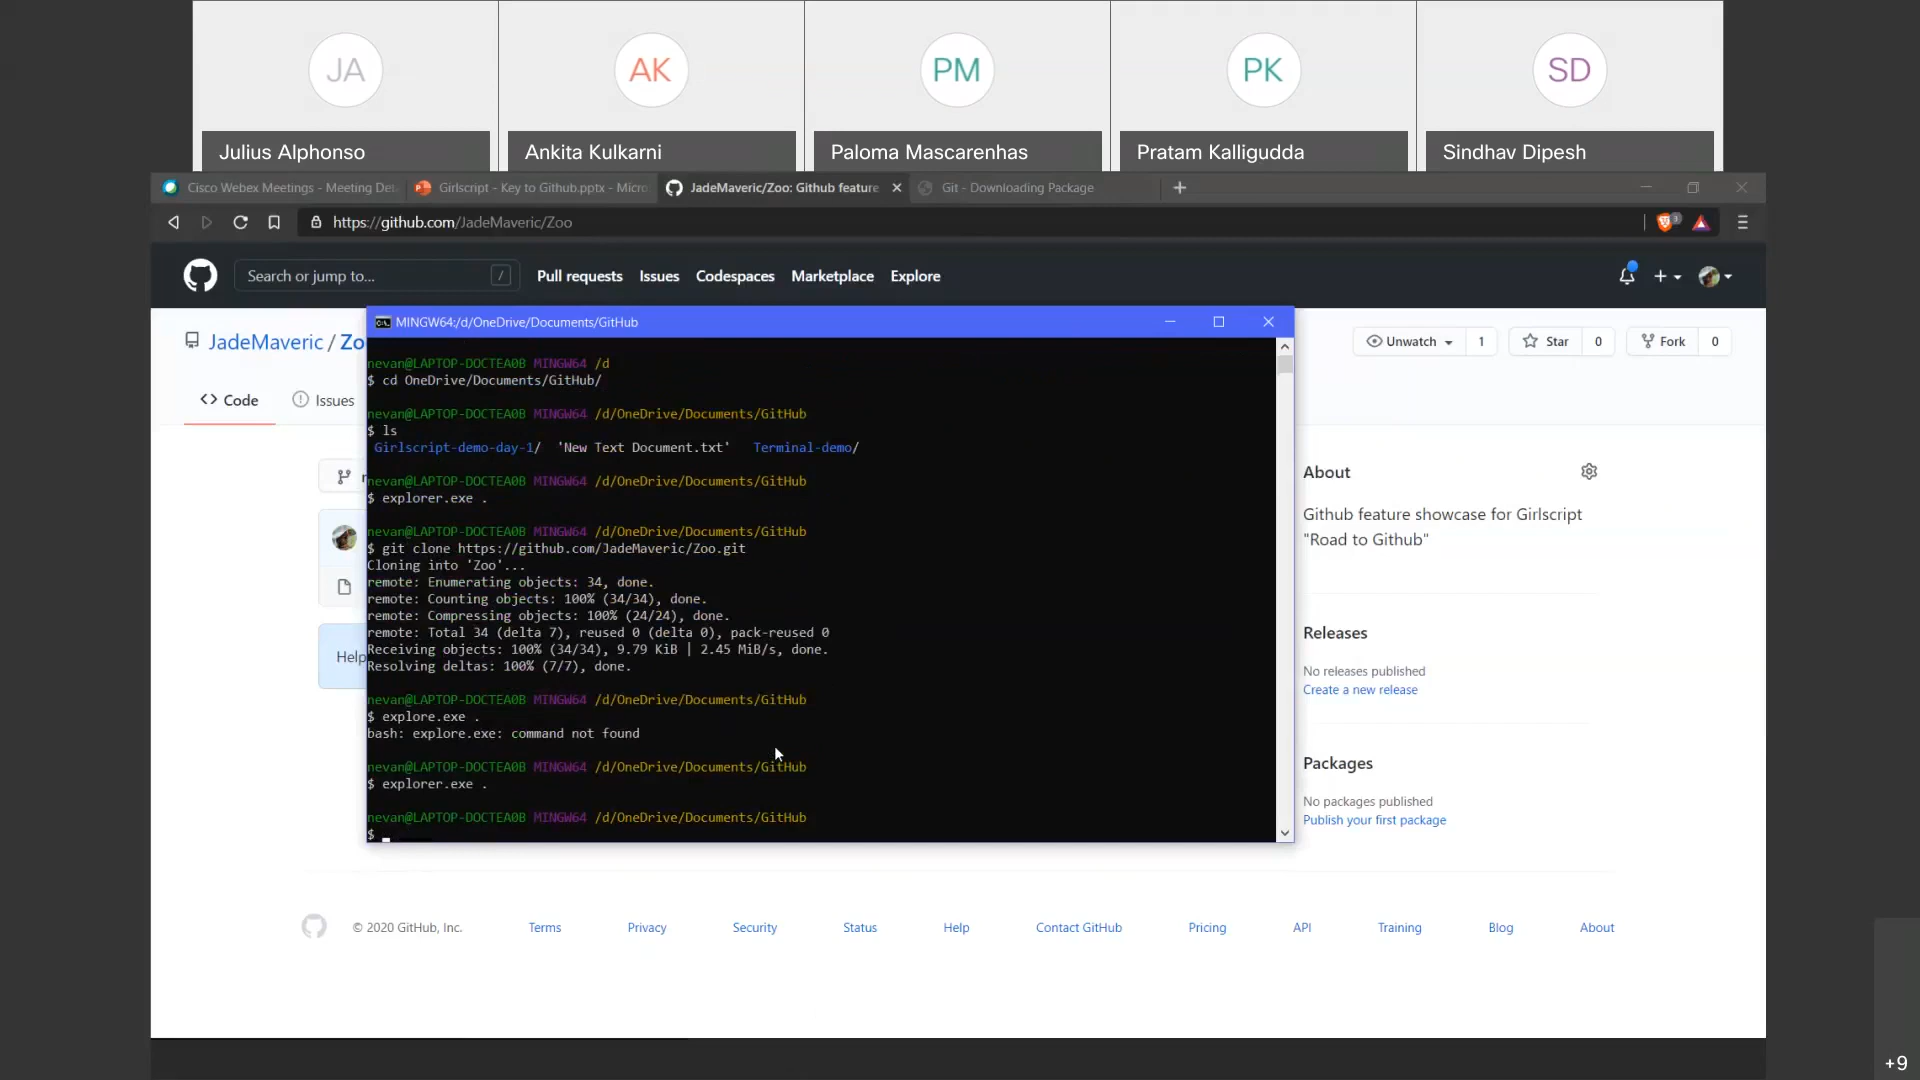 JA
AK
PM
PK
SD
Julius Alphonso
Ankita Kulkarni
Paloma Mascarenhas
Pratam Kalligudda
Sindhav Dipesh
Cisco Webex Meetings - Meeting Det
Girlscript - Key to Github.pptx - Micro
JadeMaveric/Zoo: Github feature
Git - Downloading Package
https://github.com/JadeMaveric/Zoo
3
Search or jump to...
/
Pull requests
Issues
Codespaces
Marketplace
Explore
MINGW64:/d/OneDrive/Documents/GitHub
JadeMaveric / Zo
Unwatch
1
Star
0
Fork
0
Code
Issues
nevan@LAPTOP-DOCTEA0B MINGW64 /d
$ cd OneDrive/Documents/GitHub/
nevan@LAPTOP-DOCTEA0B MINGW64 /d/OneDrive/Documents/GitHub
$ ls
Girlscript-demo-day-1/  'New Text Document.txt'  Terminal-demo/
nevan@LAPTOP-DOCTEA0B MINGW64 /d/OneDrive/Documents/GitHub
$ explorer.exe .
nevan@LAPTOP-DOCTEA0B MINGW64 /d/OneDrive/Documents/GitHub
$ git clone https://github.com/JadeMaveric/Zoo.git
Cloning into 'Zoo'...
remote: Enumerating objects: 34, done.
remote: Counting objects: 100% (34/34), done.
remote: Compressing objects: 100% (24/24), done.
remote: Total 34 (delta 7), reused 0 (delta 0), pack-reused 0
Receiving objects: 100% (34/34), 9.79 KiB | 2.45 MiB/s, done.
Resolving deltas: 100% (7/7), done.
nevan@LAPTOP-DOCTEA0B MINGW64 /d/OneDrive/Documents/GitHub
$ explore.exe .
bash: explore.exe: command not found
nevan@LAPTOP-DOCTEA0B MINGW64 /d/OneDrive/Documents/GitHub
$ explorer.exe .
nevan@LAPTOP-DOCTEA0B MINGW64 /d/OneDrive/Documents/GitHub
$
Help
About
Github feature showcase for Girlscript
"Road to Github"
Releases
No releases published
Create a new release
Packages
No packages published
Publish your first package
© 2020 GitHub, Inc.
Terms
Privacy
Security
Status
Help
Contact GitHub
Pricing
API
Training
Blog
About
+9